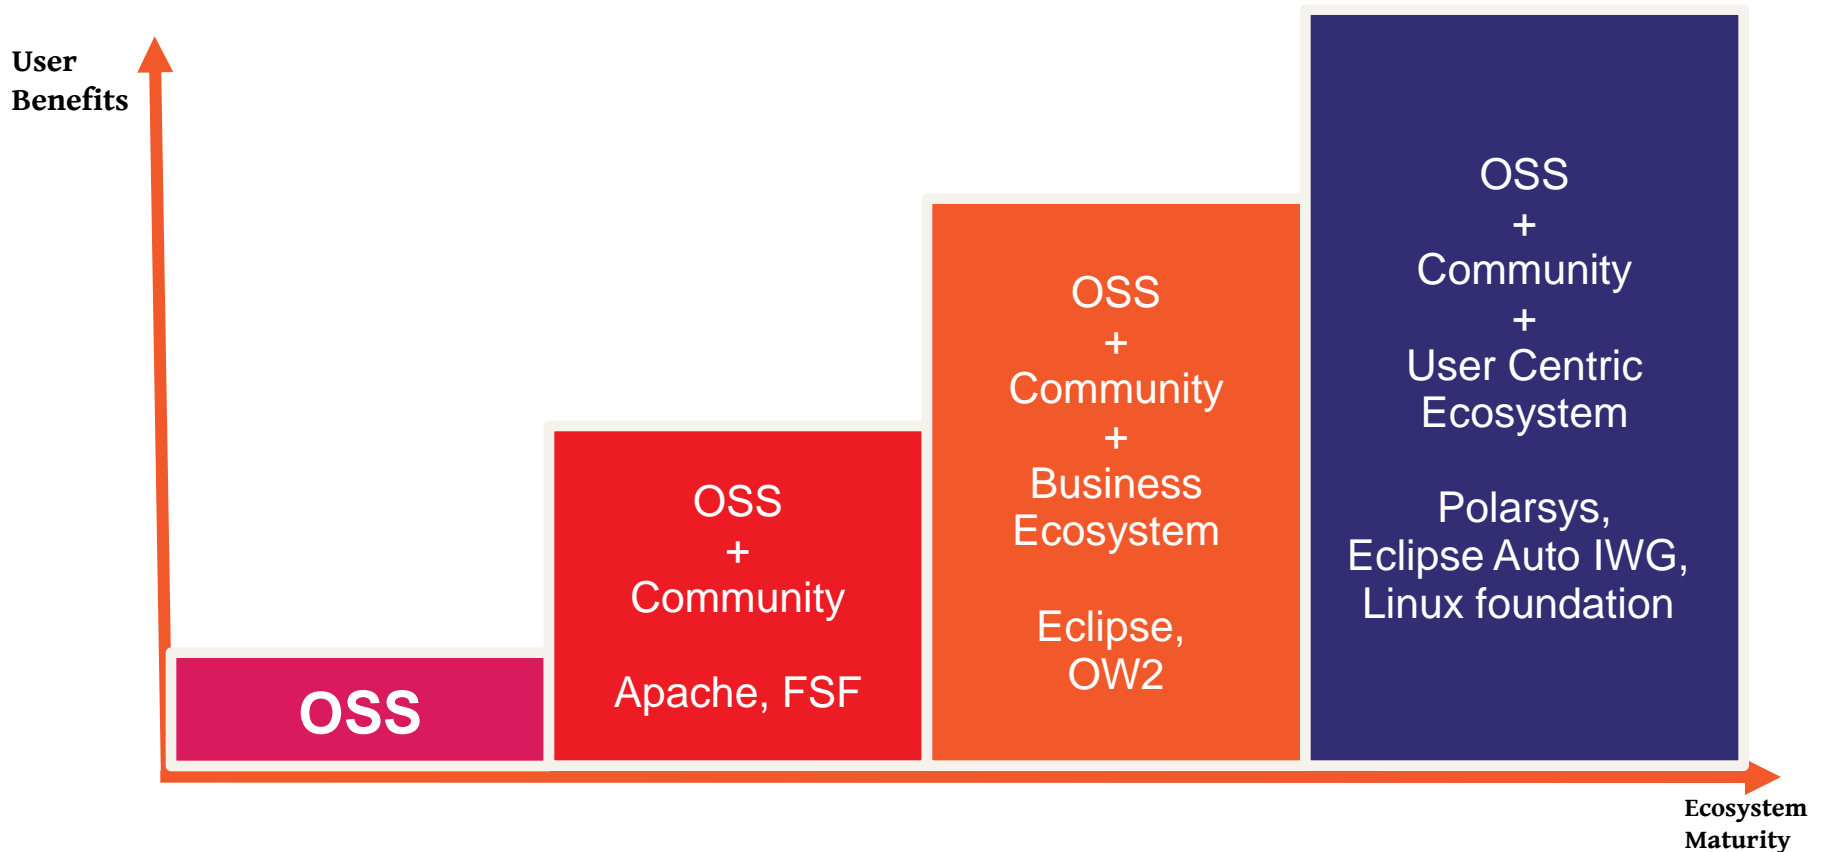 User
Benefits
OSS
OSS
+
Community
Apache, FSF
OSS
+
Community
+
Business
Ecosystem
Eclipse,
OW2
OSS
+
Community
+
User Centric
Ecosystem
Polarsys,
Eclipse Auto IWG,
Linux foundation
Ecosystem
Maturity